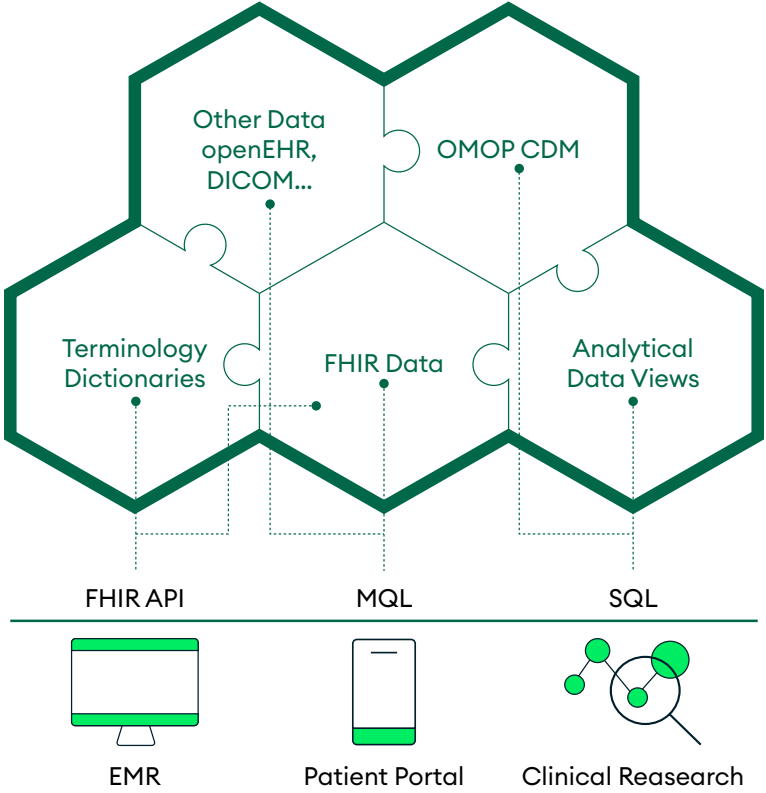 Other Data
openEHR,
DICOM...
OMOP CDM
Terminology
Dictionaries
FHIR Data
Analytical
Data Views
FHIR API
MQL
SQL
EMR
Patient Portal
Clinical Reasearch